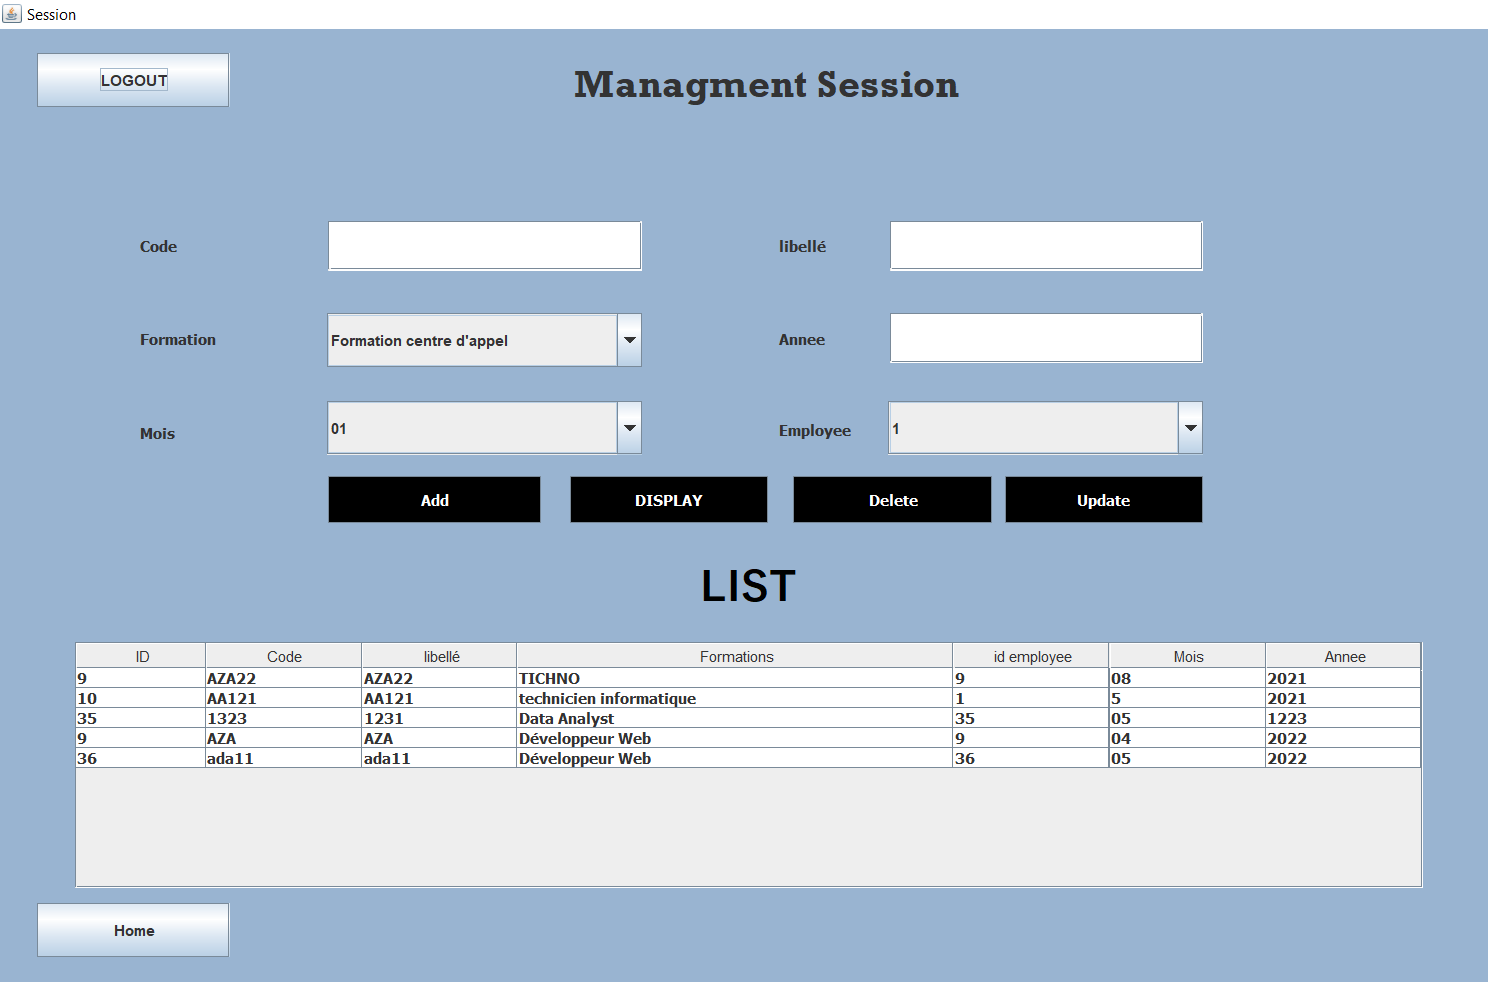 Session
LOGOUT
Managment Session
Code
libellé
Formation Formation centre d'appel
Annee
Mois 01
Employee 1
Add DISPLAY Delete Update
LIST
ID Code libellé Formations id employee Mois Annee
9 AZA22 AZA22 TICHNO 9 08 2021
10 AA121 AA121 technicien informatique 1 5 2021
35 1323 1231 Data Analyst 35 05 1223
9 AZA AZA Développeur Web 9 04 2022
36 ada11 ada11 Développeur Web 36 05 2022
Home